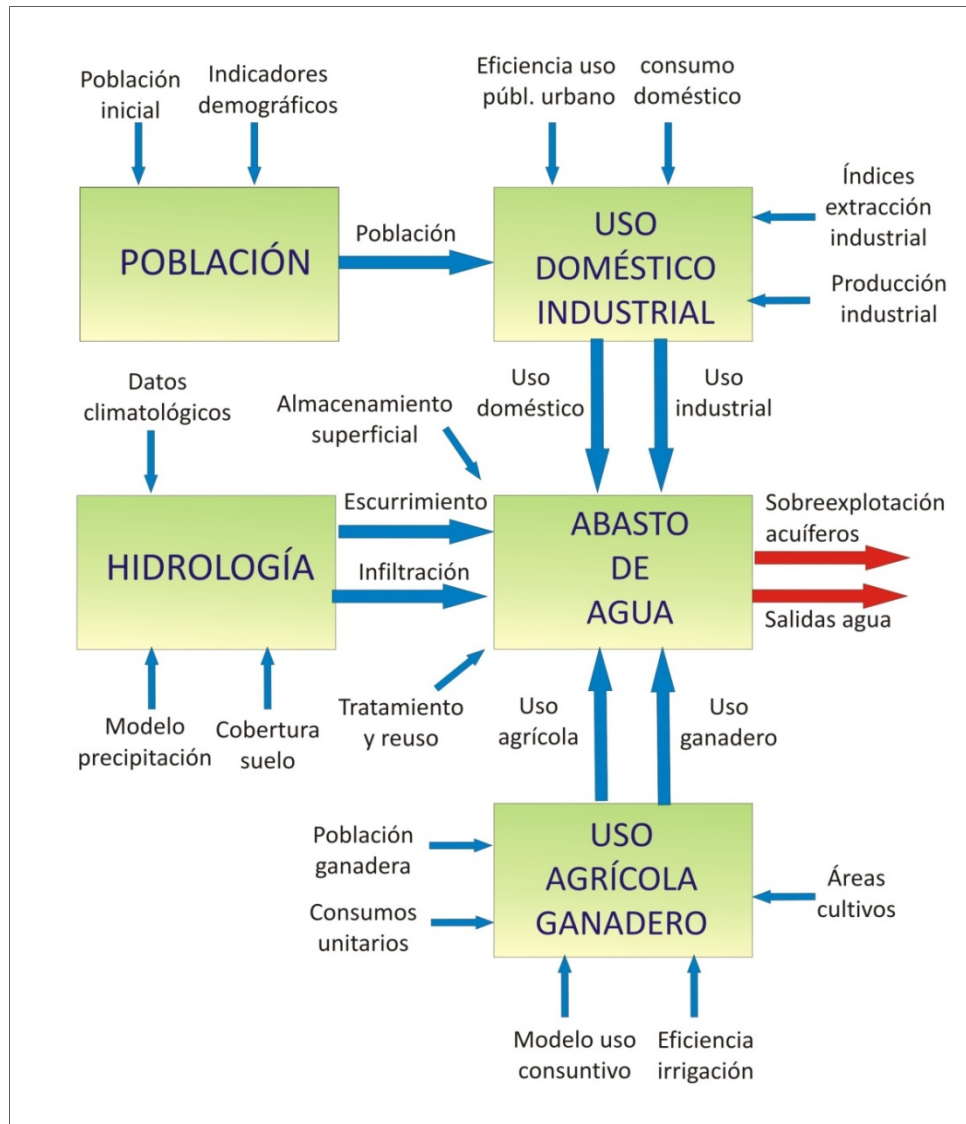 Población
inicial
Indicadores
demográficos
Eficiencia uso
públ. urbano
consumo
doméstico
POBLACIÓN
Población
USO
DOMÉSTICO
INDUSTRIAL
Índices
extracción
industrial
Producción
industrial
Datos
climatológicos
Almacenamiento
superficial
Uso
doméstico
Uso
industrial
HIDROLOGÍA
Escurrimiento
Infiltración
ABASTO
DE
AGUA
Sobreexplotación
acuíferos
Salidas agua
Modelo
precipitación
Cobertura
suelo
Tratamiento
y reuso
Uso
agrícola
Uso
ganadero
Población
ganadera
Consumos
unitarios
USO
AGRÍCOLA
GANADERO
Áreas
cultivos
Modelo uso
consuntivo
Eficiencia
irrigación